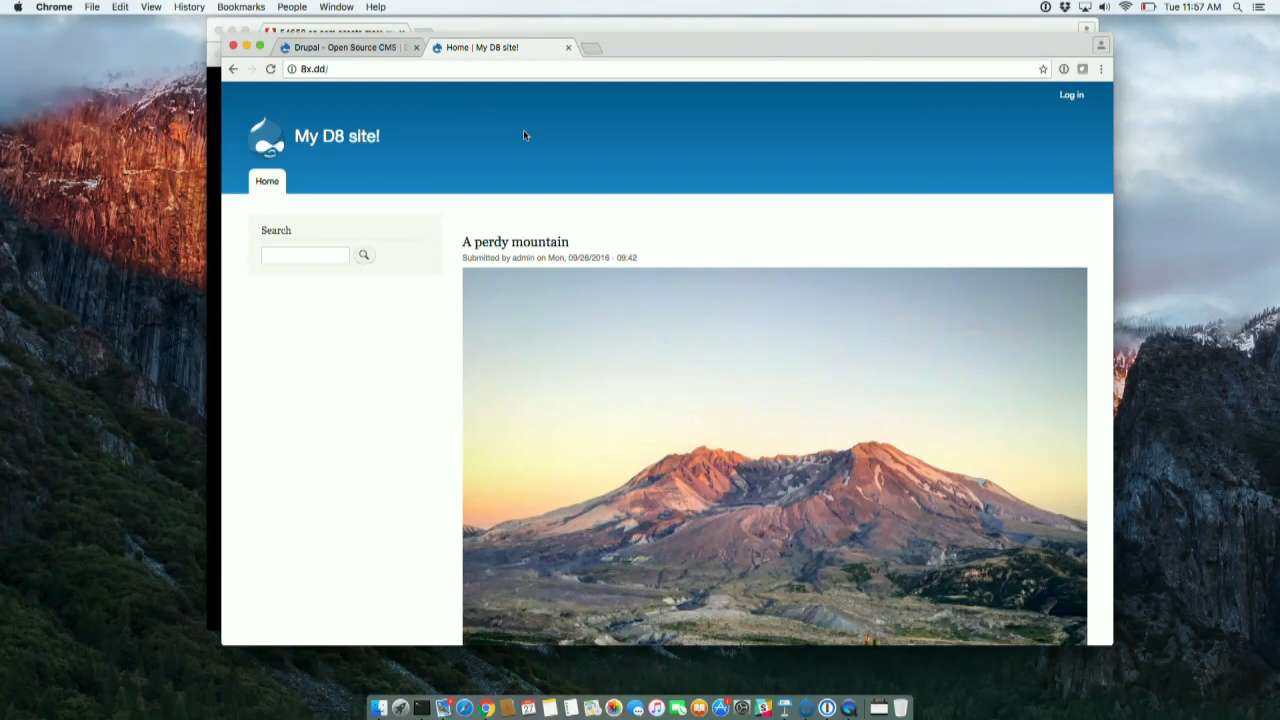 Chrome File Edit View History Bookmarks People Window Help
Tue 11:57 AM
Drupal - Open Source CMS |
Home | My D8 site!
8x.dd/
Log in
My D8 site!
Home
Search
A perdy mountain
Submitted by admin on Mon, 09/26/2016 - 09:42
27